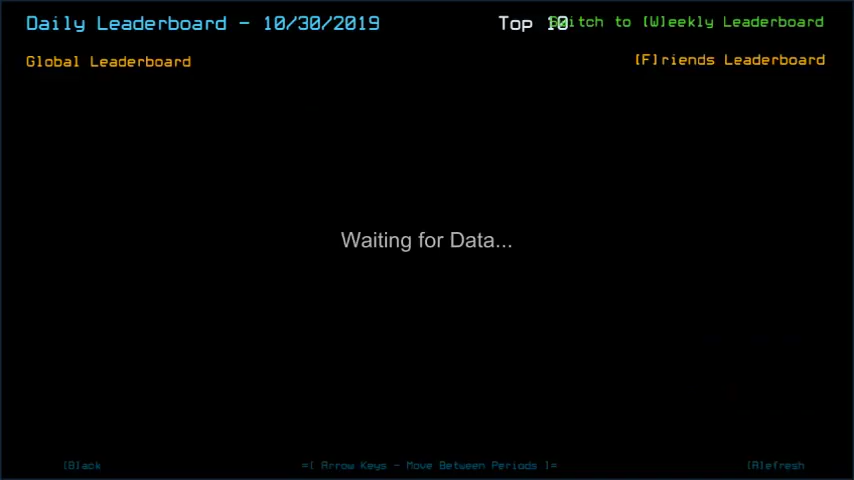 Daily Leaderboard - 10/30/2019 Top 10 Switch to [W]eekly Leaderboard
Global Leaderboard [F]riends Leaderboard
Waiting for Data...
[B]ack =[ Arrow Keys - Move Between Periods ]= [R]efresh